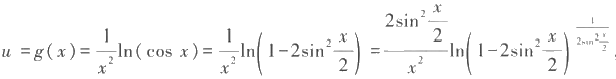 u = g(x) = \frac{1}{x^2}\ln(\cos x) = \frac{1}{x^2}\ln\left(1-2\sin^2\frac{x}{2}\right) = \frac{2\sin^2\frac{x}{2}}{x^2}\ln\left(1-2\sin^2\frac{x}{2}\right)^{\frac{1}{2\sin^2\frac{x}{2}}}.